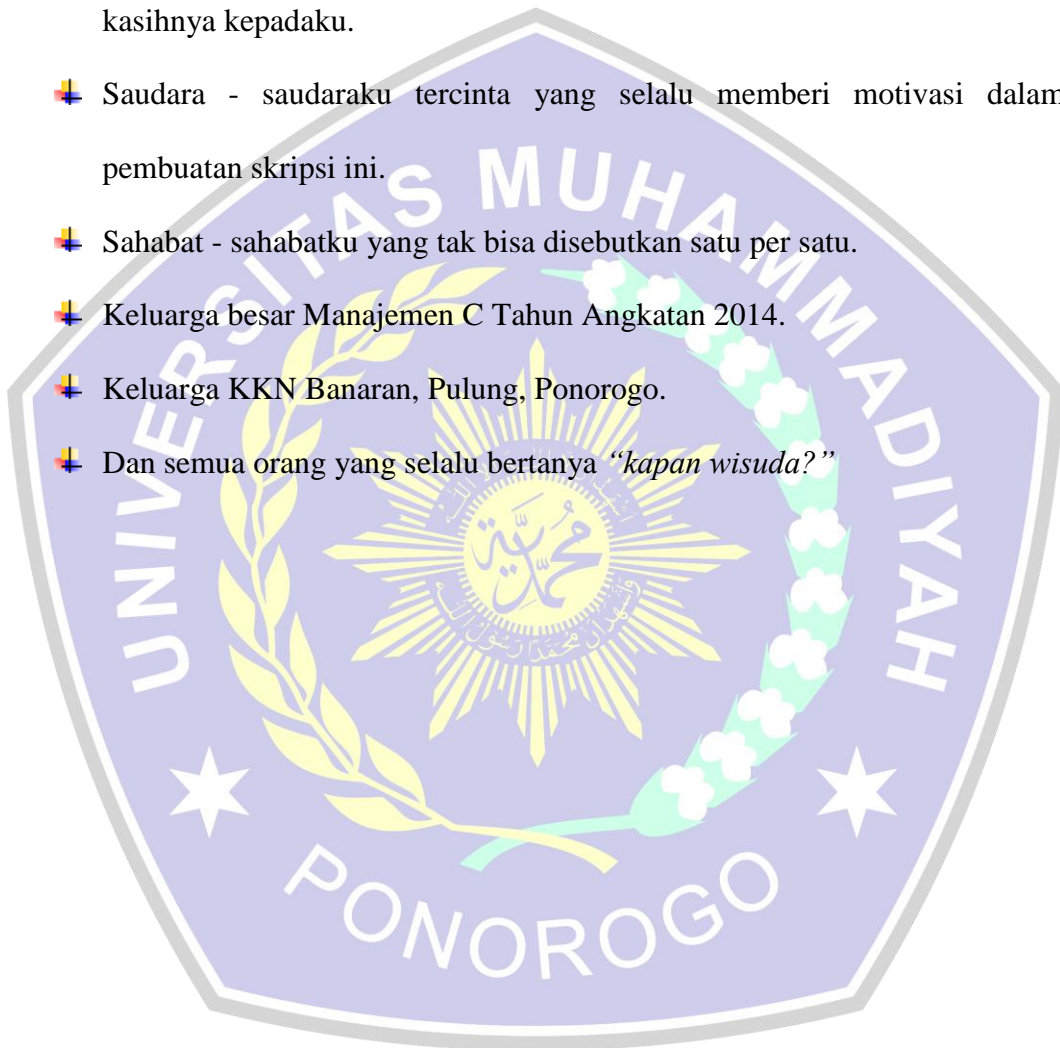 kasihnya kepadaku.
Saudara - saudaraku tercinta yang selalu memberi motivasi dalam
pembuatan skripsi ini.
Sahabat - sahabatku yang tak bisa disebutkan satu per satu.
Keluarga besar Manajemen C Tahun Angkatan 2014.
Keluarga KKN Banaran, Pulung, Ponorogo.
Dan semua orang yang selalu bertanya “kapan wisuda?”
UNIVERSITAS MUHAMMADIYAH
محمدية
PONOROGO